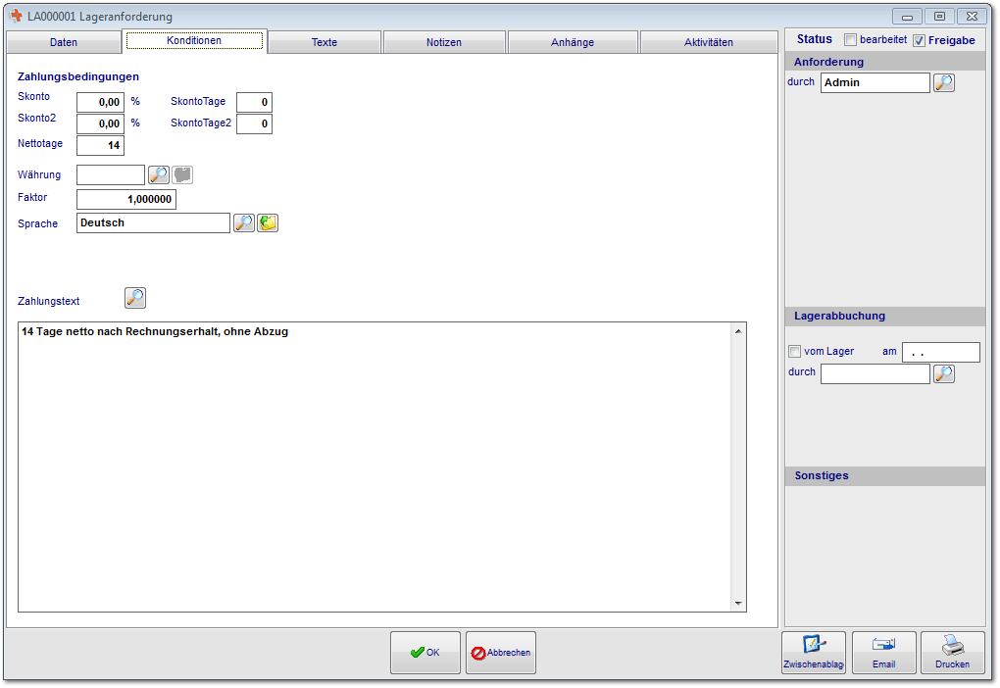 LA000001 Lageranforderung
Daten Konditionen Texte Notizen Anhänge Aktivitäten
Status bearbeitet Freigabe
Anforderung
durch Admin
Zahlungsbedingungen
Skonto 0,00 % SkontoTage 0
Skonto2 0,00 % SkontoTage2 0
Nettotage 14
Währung
Faktor 1,000000
Sprache Deutsch
Zahlungstext
14 Tage netto nach Rechnungserhalt, ohne Abzug
Lagerabbuchung
vom Lager am . .
durch
Sonstiges
OK Abbrechen Zwischenablag Email Drucken